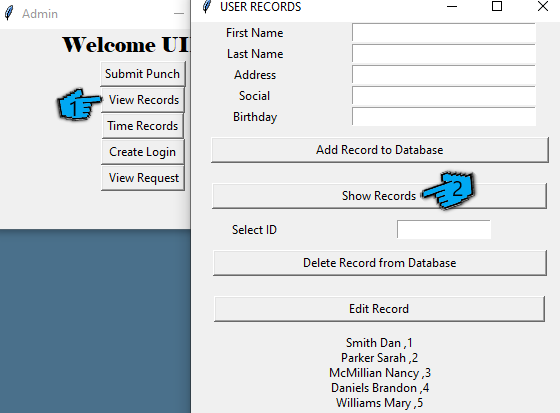 Admin
Welcome UI
Submit Punch
1
View Records
Time Records
Create Login
View Request
USER RECORDS
First Name
Last Name
Address
Social
Birthday
Add Record to Database
Show Records
2
Select ID
Delete Record from Database
Edit Record
Smith Dan ,1
Parker Sarah ,2
McMillian Nancy ,3
Daniels Brandon ,4
Williams Mary ,5